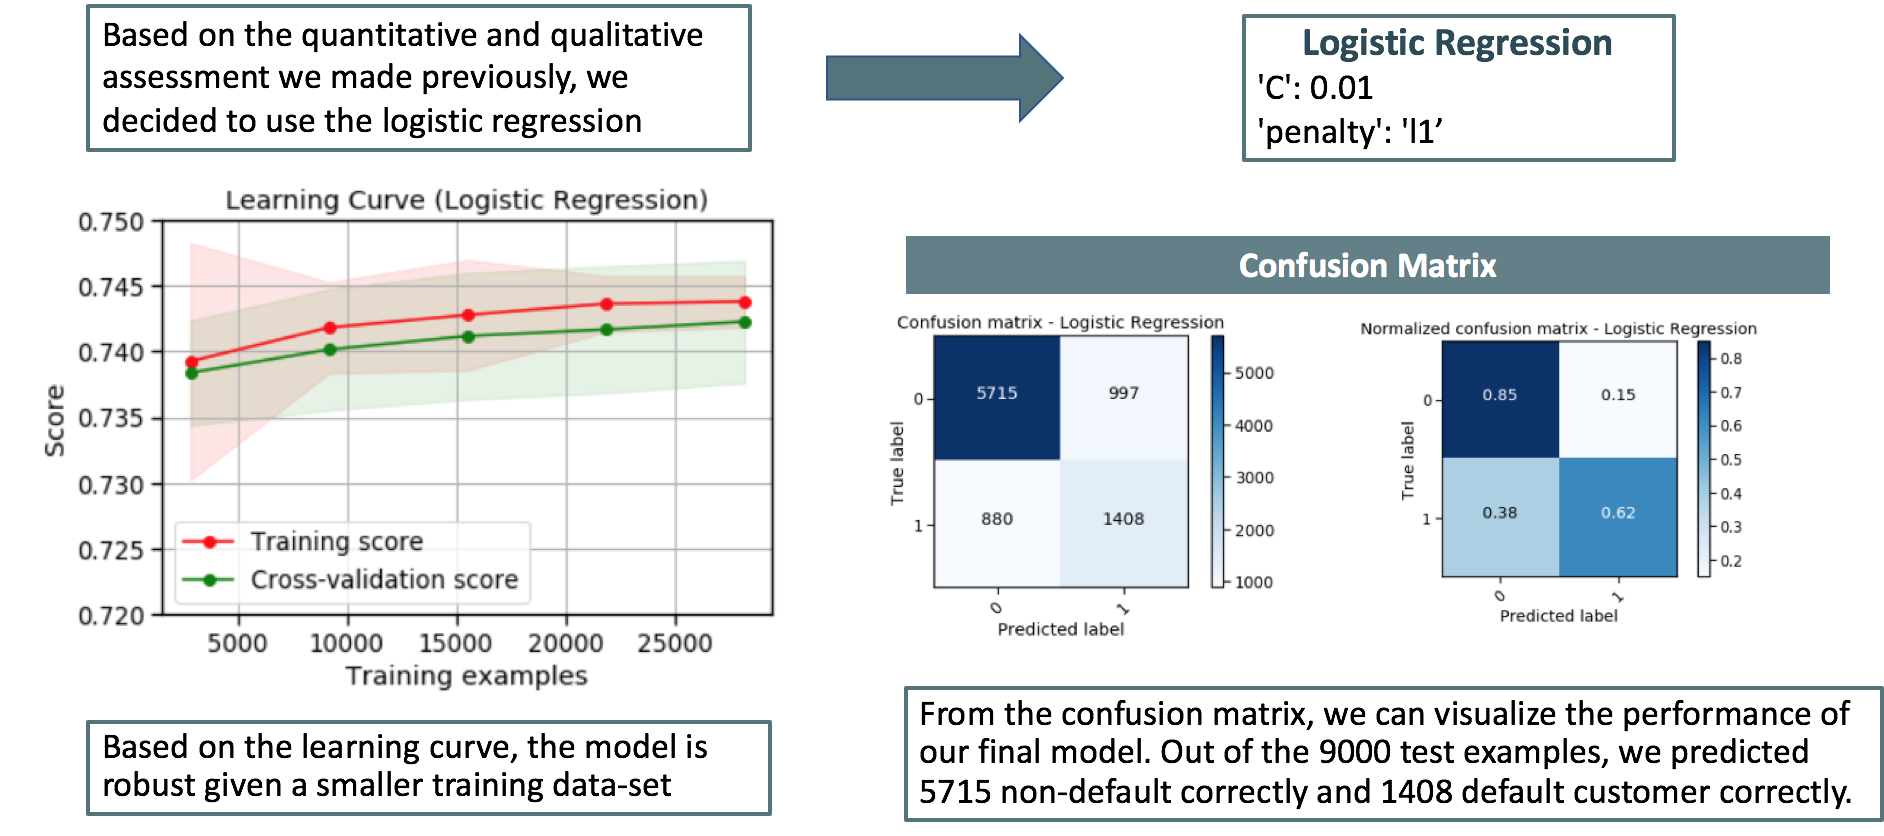 Based on the quantitative and qualitative
assessment we made previously, we
decided to use the logistic regression
Logistic Regression
'C': 0.01
'penalty': 'l1’
Learning Curve (Logistic Regression)
0.750
0.745
0.740
0.735
0.730
0.725
0.720
Score
Training score
Cross-validation score
5000 10000 15000 20000 25000
Training examples
Based on the learning curve, the model is
robust given a smaller training data-set
Confusion Matrix
Confusion matrix - Logistic Regression
True label
0
1
5715 997
880 1408
0 1
Predicted label
5000
4000
3000
2000
1000
Normalized confusion matrix - Logistic Regression
True label
0
1
0.85 0.15
0.38 0.62
0 1
Predicted label
0.8
0.7
0.6
0.5
0.4
0.3
0.2
From the confusion matrix, we can visualize the performance of
our final model. Out of the 9000 test examples, we predicted
5715 non-default correctly and 1408 default customer correctly.